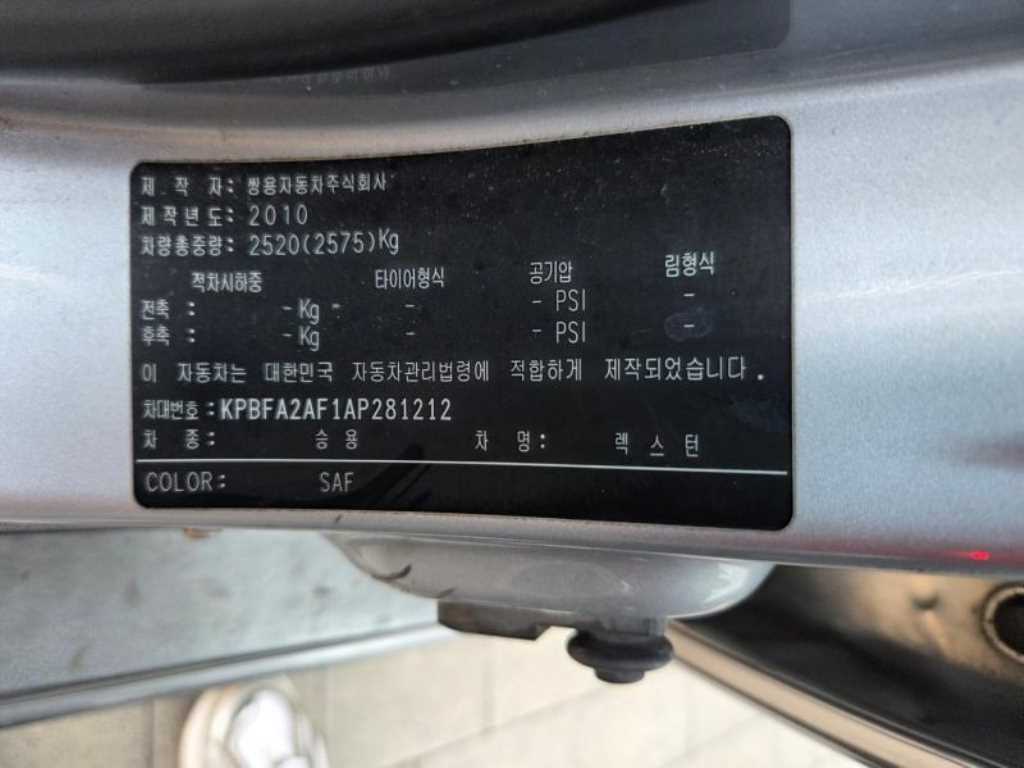 제 . 작 자: 쌍용자동차주식회사
제작년도: 2010
차량총중량: 2520(2575)Kg
적차시하중 타이어형식 공기압 림형식
전축 : -Kg - - - PSI -
후축 : -Kg - - PSI -
이 자동차는 대한민국 자동차관리법령에 적합하게 제작되었습니다.
차대번호:KPBFA2AF1AP281212
차 종: 승 용 차 명: 렉 스 턴
COLOR: SAF